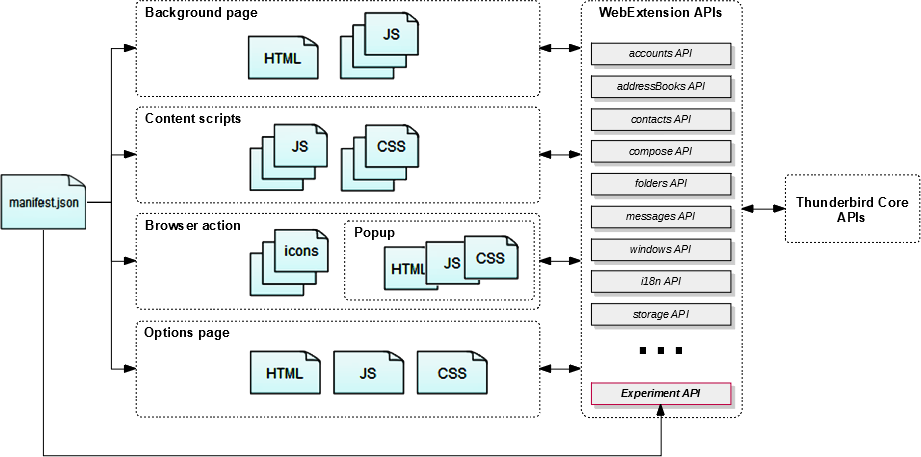 manifest.json
Background page
HTML
JS
Content scripts
JS
CSS
Browser action
icons
Popup
HTML
JS
CSS
Options page
HTML
JS
CSS
WebExtension APIs
accounts API
addressBooks API
contacts API
compose API
folders API
messages API
windows API
i18n API
storage API
...
Experiment API
Thunderbird Core
APIs